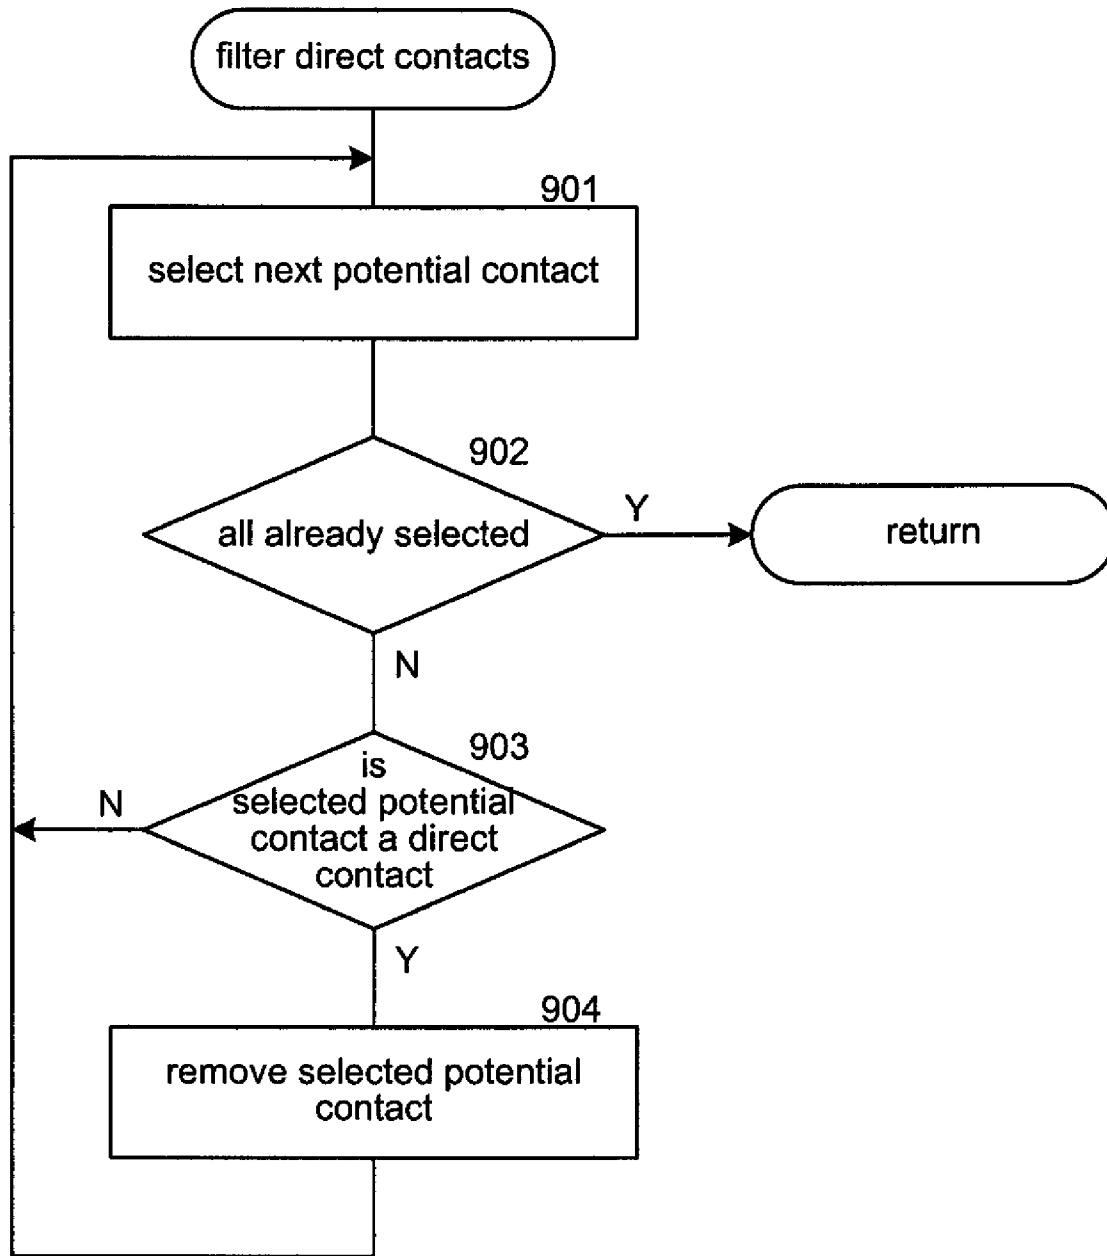 filter direct contacts
901
select next potential contact
902
all already selected
Y
return
N
903
is
selected potential
contact a direct
contact
N
Y
904
remove selected potential
contact